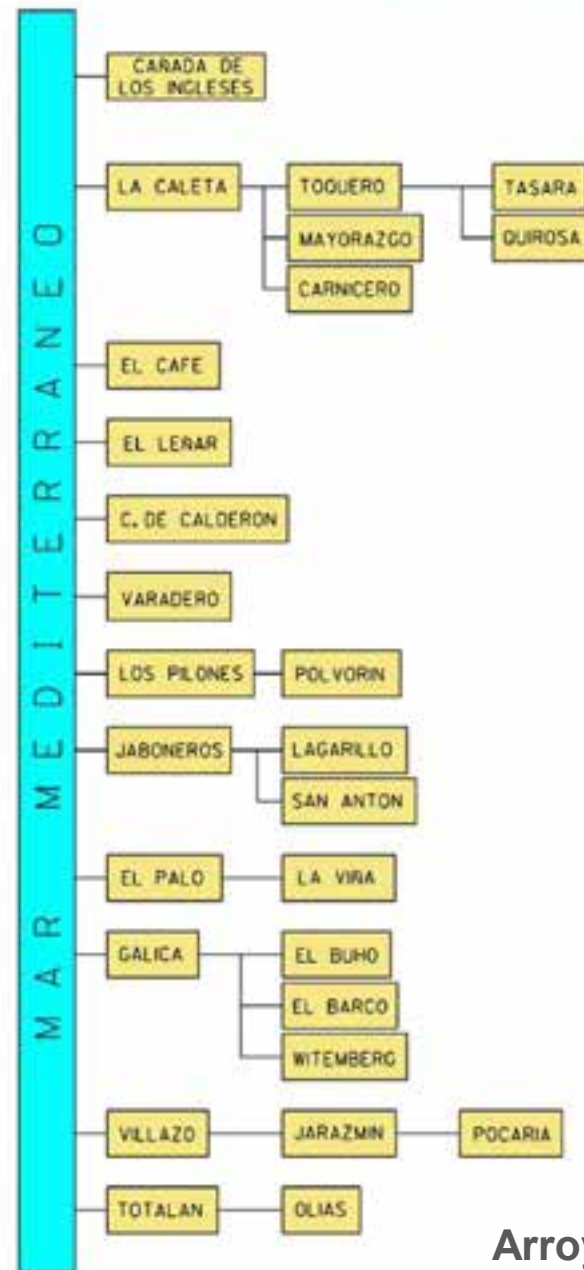 MAR MEDITERRANEO
CAÑADA DE
LOS INGLESES
LA CALETA
TOQUERO
TASARA
MAYORAZGO
QUIROSA
CARNICERO
EL CAFE
EL LEÑAR
C. DE CALDERON
VARADERO
LOS PILONES
POLVORIN
JABONEROS
LAGARILLO
SAN ANTON
EL PALO
LA VIÑA
GALICA
EL BUHO
EL BARCO
WITEMBERG
VILLAZO
JARAZMIN
POCARIA
TOTALAN
OLIAS
Arroy